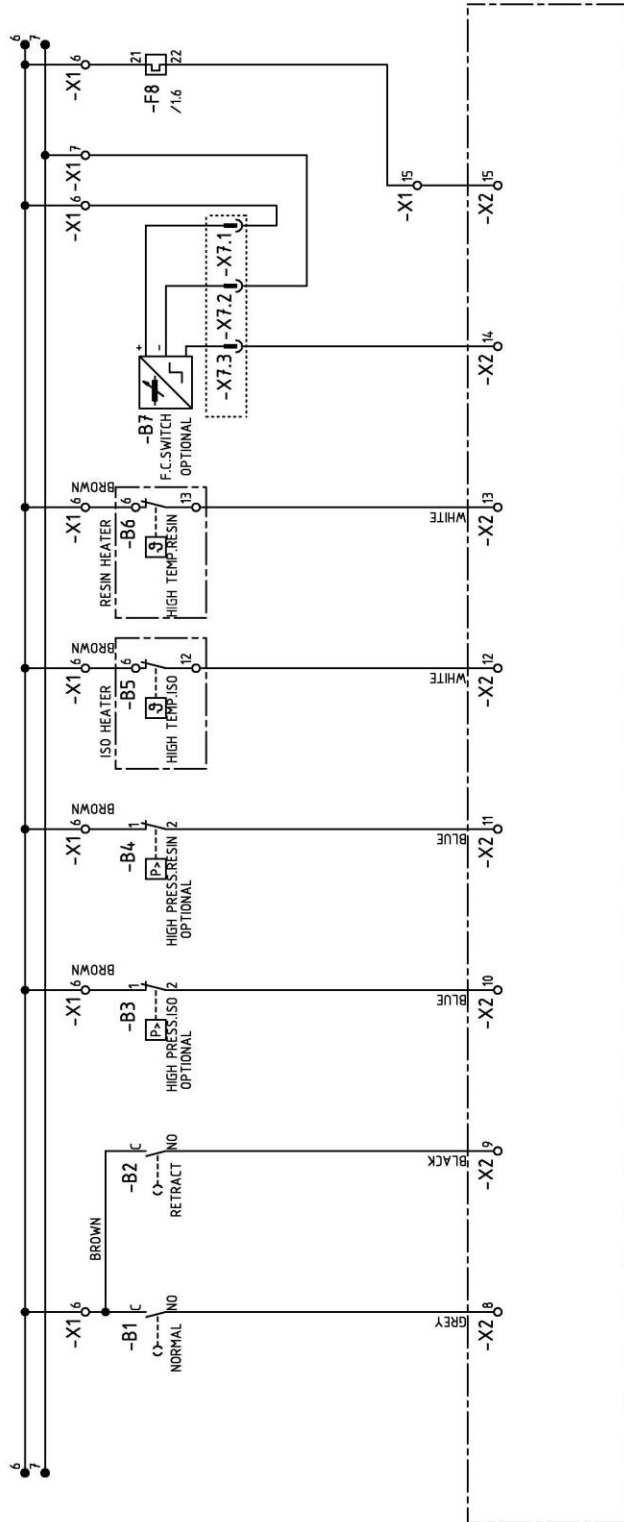 6
7
6
-X1
21
22
-F8
/1.6
7
-X1
6
-X1
-X7.1
-X7.2
-X7.3
+
-
-B7
F.C.SWITCH
OPTIONAL
15
-X1
15
-X2
14
-X2
BROWN
6
-X1
RESIN HEATER
6
-B6
13
ϑ
HIGH TEMP.RESIN
WHITE
13
-X2
BROWN
6
-X1
ISO HEATER
6
-B5
12
ϑ
HIGH TEMP.ISO
WHITE
12
-X2
BROWN
6
-X1
1
2
-B4
P>
HIGH PRESS.RESIN
OPTIONAL
BLUE
11
-X2
BROWN
6
-X1
1
2
-B3
P>
HIGH PRESS.ISO
OPTIONAL
BLUE
10
-X2
C
NO
-B2
RETRACT
BLACK
9
-X2
BROWN
6
-X1
C
NO
-B1
NORMAL
GREY
8
-X2
6
7